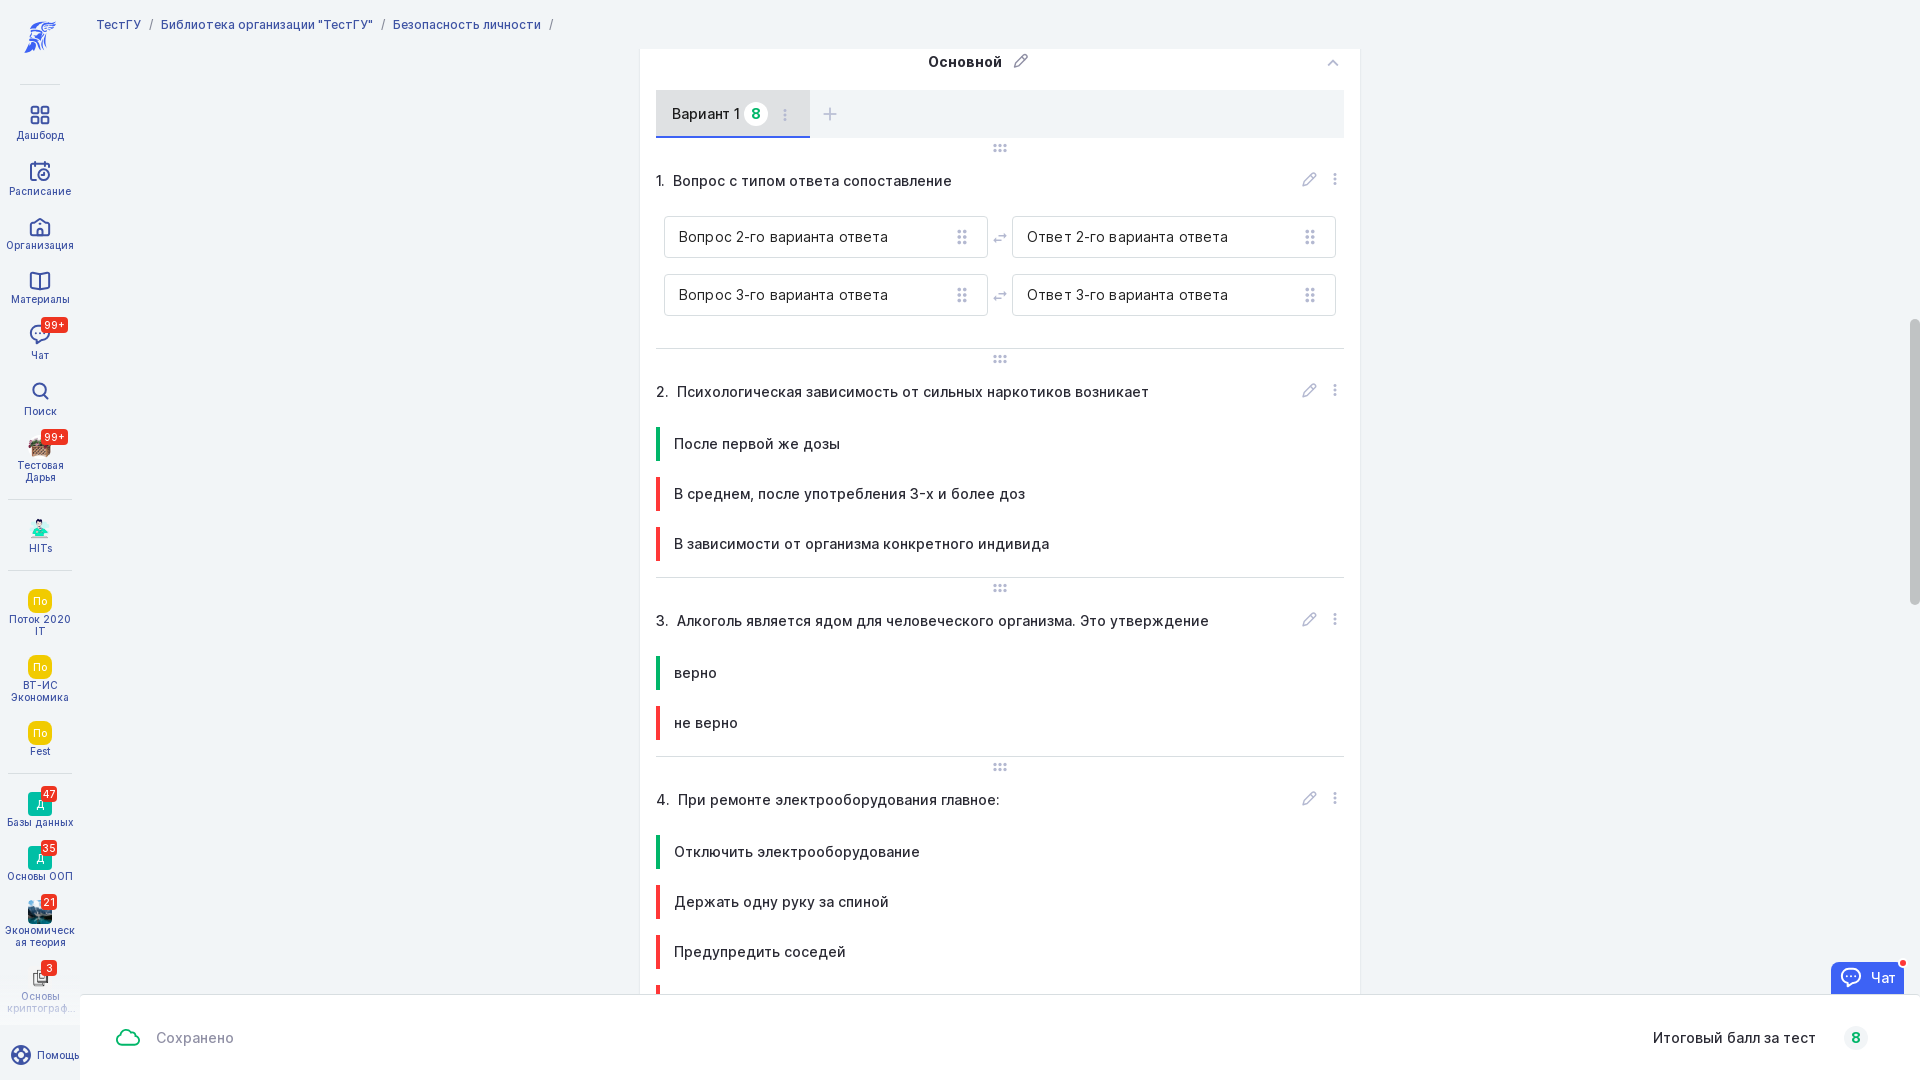 ТестГУ / Библиотека организации "ТестГУ" / Безопасность личности /
Дашборд
Расписание
Организация
Материалы
99+
Чат
Поиск
99+
Тестовая
Дарья
HITs
По
Поток 2020
IT
По
ВТ-ИС
Экономика
По
Fest
47
Д
Базы данных
35
Д
Основы ООП
21
Экономическ
ая теория
3
Основы
криптограф...
Помощь
Основной
Вариант 1 8
1. Вопрос с типом ответа сопоставление
Вопрос 2-го варианта ответа
Ответ 2-го варианта ответа
Вопрос 3-го варианта ответа
Ответ 3-го варианта ответа
2. Психологическая зависимость от сильных наркотиков возникает
После первой же дозы
В среднем, после употребления 3-х и более доз
В зависимости от организма конкретного индивида
3. Алкоголь является ядом для человеческого организма. Это утверждение
верно
не верно
4. При ремонте электрооборудования главное:
Отключить электрооборудование
Держать одну руку за спиной
Предупредить соседей
Чат
Сохранено
Итоговый балл за тест 8